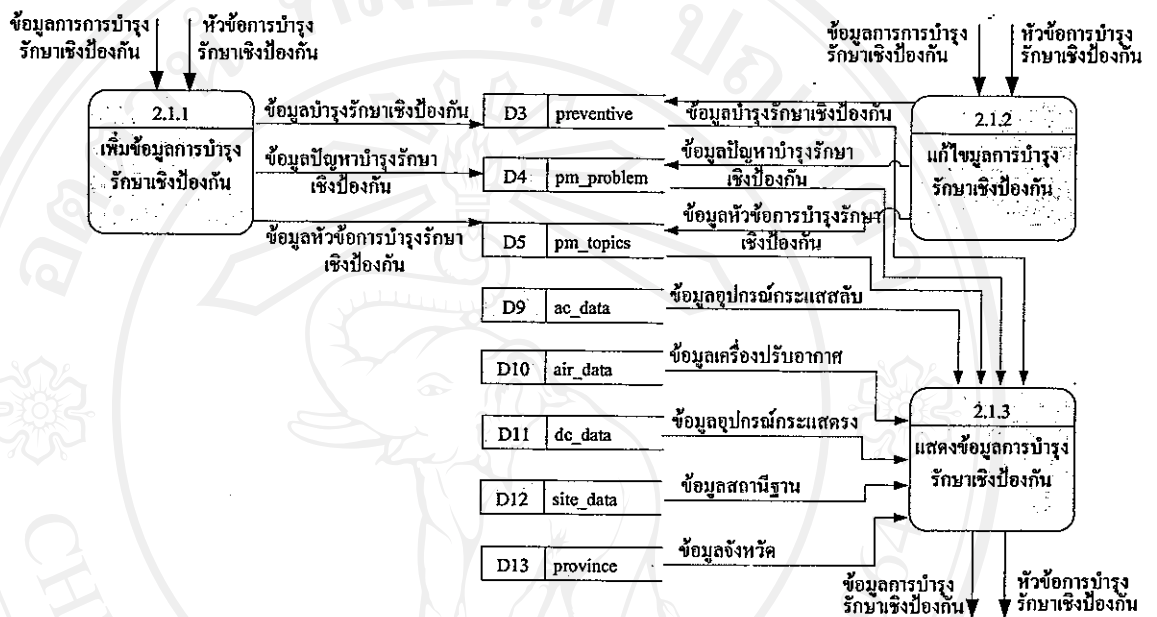 ข้อมูลการการบำรุง
รักษาเชิงป้องกัน
หัวข้อการบำรุง
รักษาเชิงป้องกัน
ข้อมูลการการบำรุง
รักษาเชิงป้องกัน
หัวข้อการบำรุง
รักษาเชิงป้องกัน
2.1.1
เพิ่มข้อมูลการบำรุง
รักษาเชิงป้องกัน
ข้อมูลบำรุงรักษาเชิงป้องกัน
ข้อมูลปัญหาบำรุงรักษา
เชิงป้องกัน
ข้อมูลหัวข้อการบำรุงรักษา
เชิงป้องกัน
D3 preventive
D4 pm_problem
D5 pm_topics
D9 ac_data
D10 air_data
D11 dc_data
D12 site_data
D13 province
ข้อมูลบำรุงรักษาเชิงป้องกัน
ข้อมูลปัญหาบำรุงรักษา
เชิงป้องกัน
ข้อมูลหัวข้อการบำรุงรักษา
เชิงป้องกัน
ข้อมูลอุปกรณ์กระแสสลับ
ข้อมูลเครื่องปรับอากาศ
ข้อมูลอุปกรณ์กระแสตรง
ข้อมูลสถานีฐาน
ข้อมูลจังหวัด
2.1.2
แก้ไขมูลการบำรุง
รักษาเชิงป้องกัน
2.1.3
แสดงข้อมูลการบำรุง
รักษาเชิงป้องกัน
ข้อมูลการบำรุง
รักษาเชิงป้องกัน
หัวข้อการบำรุง
รักษาเชิงป้องกัน